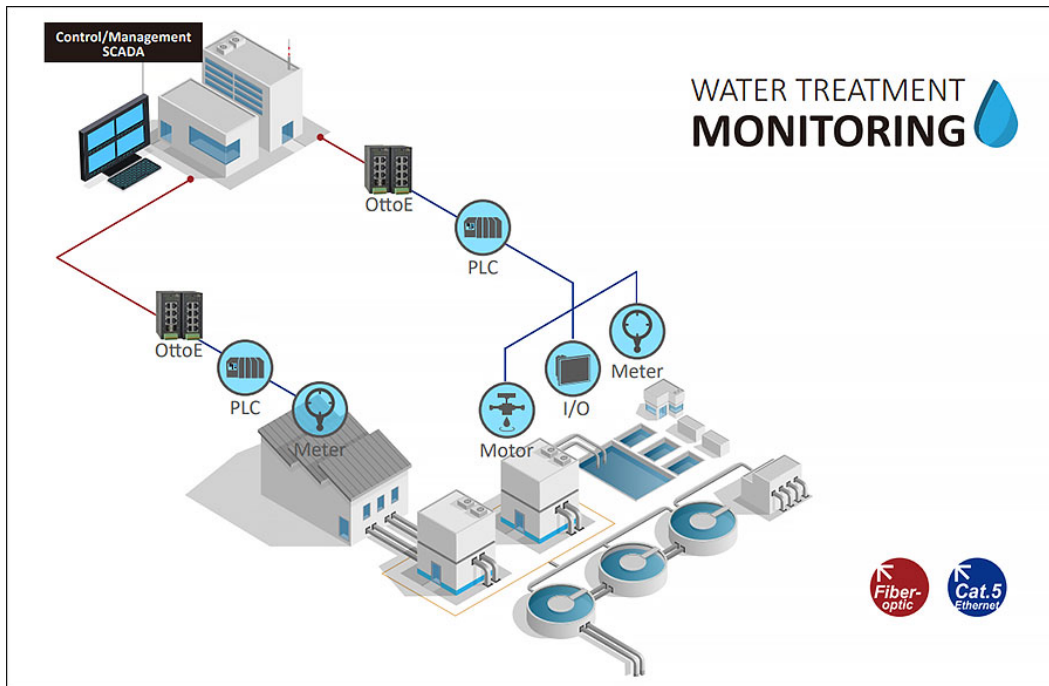 Control/Management
SCADA
WATER TREATMENT
MONITORING
OttoE
PLC
OttoE
PLC
Meter
I/O
Meter
Motor
Fiber-
optic
Cat.5
Ethernet